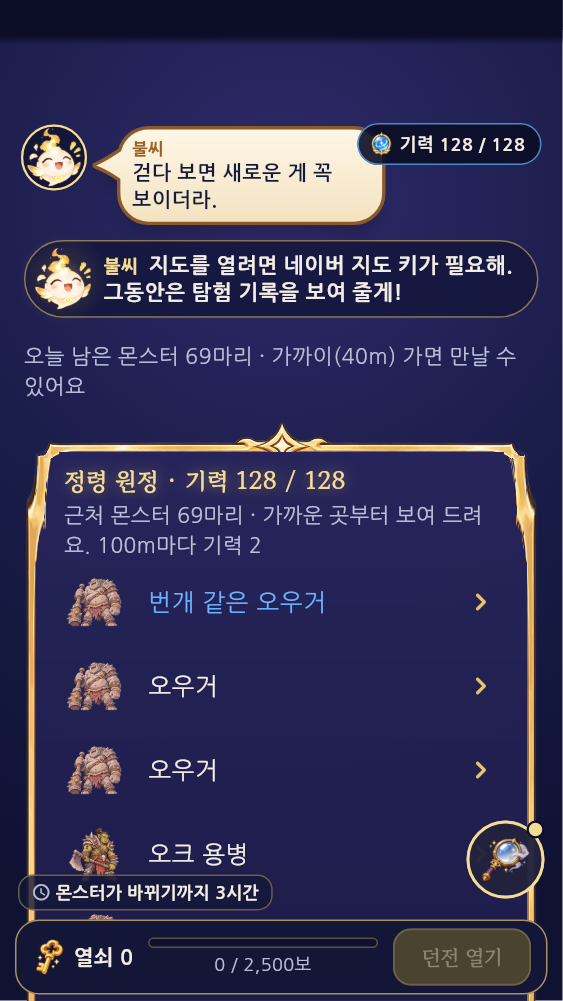 불씨
걷다 보면 새로운 게 꼭
보이더라.
기력 128 / 128
불씨 지도를 열려면 네이버 지도 키가 필요해.
그동안은 탐험 기록을 보여 줄게!
오늘 남은 몬스터 69마리 · 가까이(40m) 가면 만날 수
있어요
정령 원정 · 기력 128 / 128
근처 몬스터 69마리 · 가까운 곳부터 보여 드려
요. 100m마다 기력 2
번개 같은 오우거
오우거
오우거
오크 용병
몬스터가 바뀌기까지 3시간
열쇠 0
0 / 2,500보
던전 열기